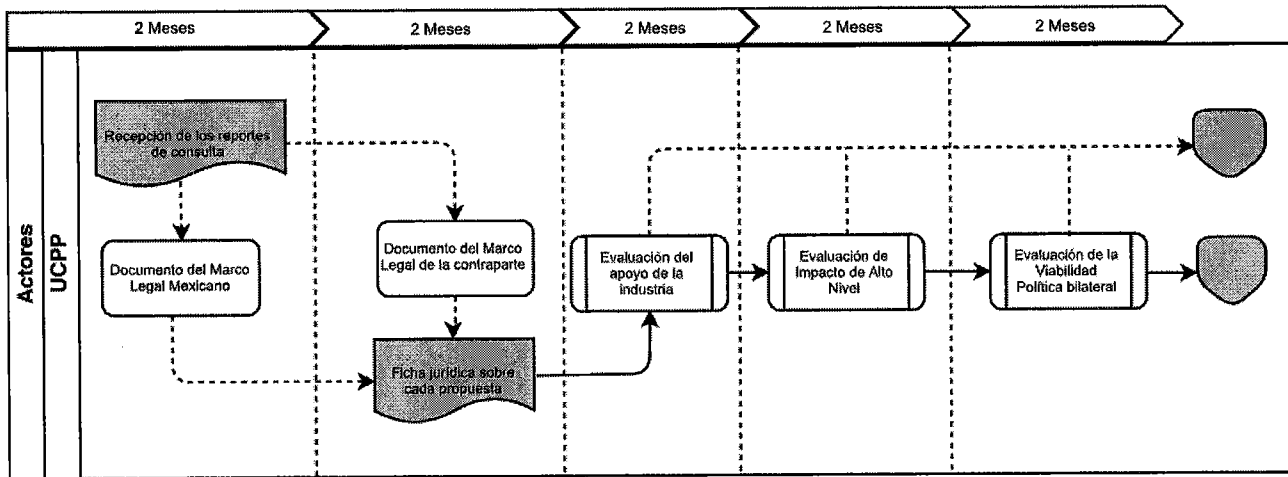 2 Meses
2 Meses
2 Meses
2 Meses
2 Meses
Actores
UCPP
Recepción de los reportes
de consulta
Documento del Marco
Legal Mexicano
Documento del Marco
Legal de la contraparte
Ficha jurídica sobre
cada propuesta
Evaluación del
apoyo de la
industria
Evaluación de
Impacto de Alto
Nivel
Evaluación de la
Viabilidad
Política bilateral